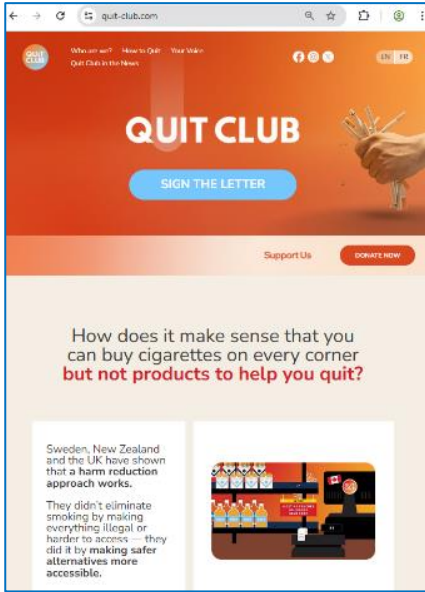 quit-club.com
QUIT
CLUB
Who are we? How to Quit Your Voice
Quit Club in the News
EN FR
QUIT CLUB
SIGN THE LETTER
Support Us
DONATE NOW
How does it make sense that you
can buy cigarettes on every corner
but not products to help you quit?
Sweden, New Zealand
and the UK have shown
that a harm reduction
approach works.
They didn't eliminate
smoking by making
everything illegal or
harder to access — they
did it by making safer
alternatives more
accessible.